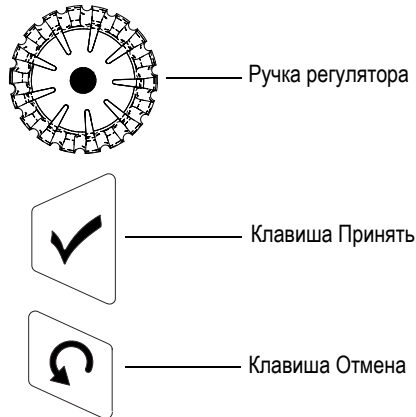 Ручка регулятора
Клавиша Принять
Клавиша Отмена